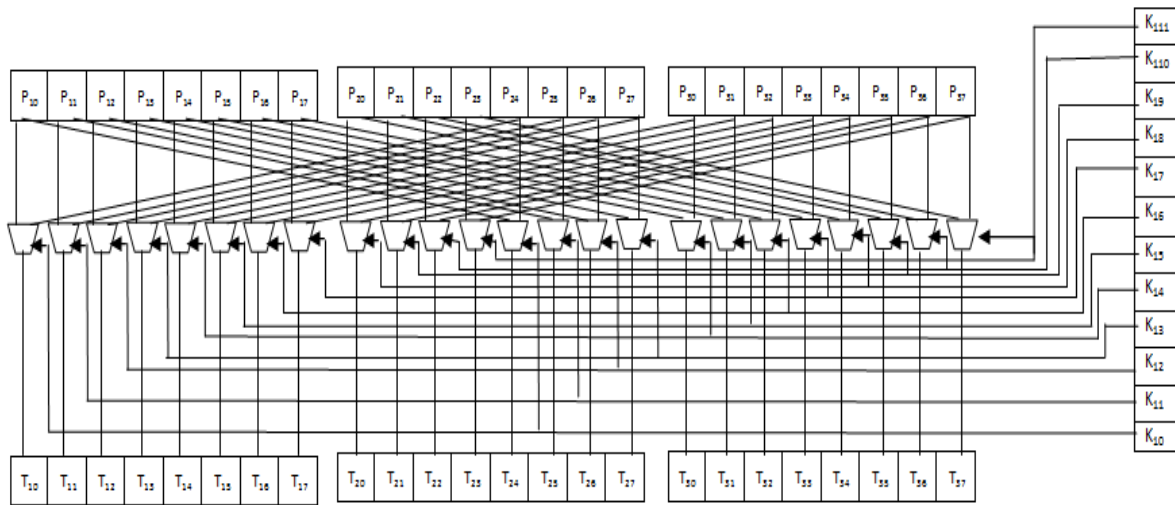 K₁₁₁
K₁₁₀
P₁₀ P₁₁ P₁₂ P₁₃ P₁₄ P₁₅ P₁₆ P₁₇ P₂₀ P₂₁ P₂₂ P₂₃ P₂₄ P₂₅ P₂₆ P₂₇ P₃₀ P₃₁ P₃₂ P₃₃ P₃₄ P₃₅ P₃₆ P₃₇
K₁₉
K₁₈
K₁₇
K₁₆
K₁₅
K₁₄
K₁₃
K₁₂
K₁₁
K₁₀
T₁₀ T₁₁ T₁₂ T₁₃ T₁₄ T₁₅ T₁₆ T₁₇ T₂₀ T₂₁ T₂₂ T₂₃ T₂₄ T₂₅ T₂₆ T₂₇ T₃₀ T₃₁ T₃₂ T₃₃ T₃₄ T₃₅ T₃₆ T₃₇